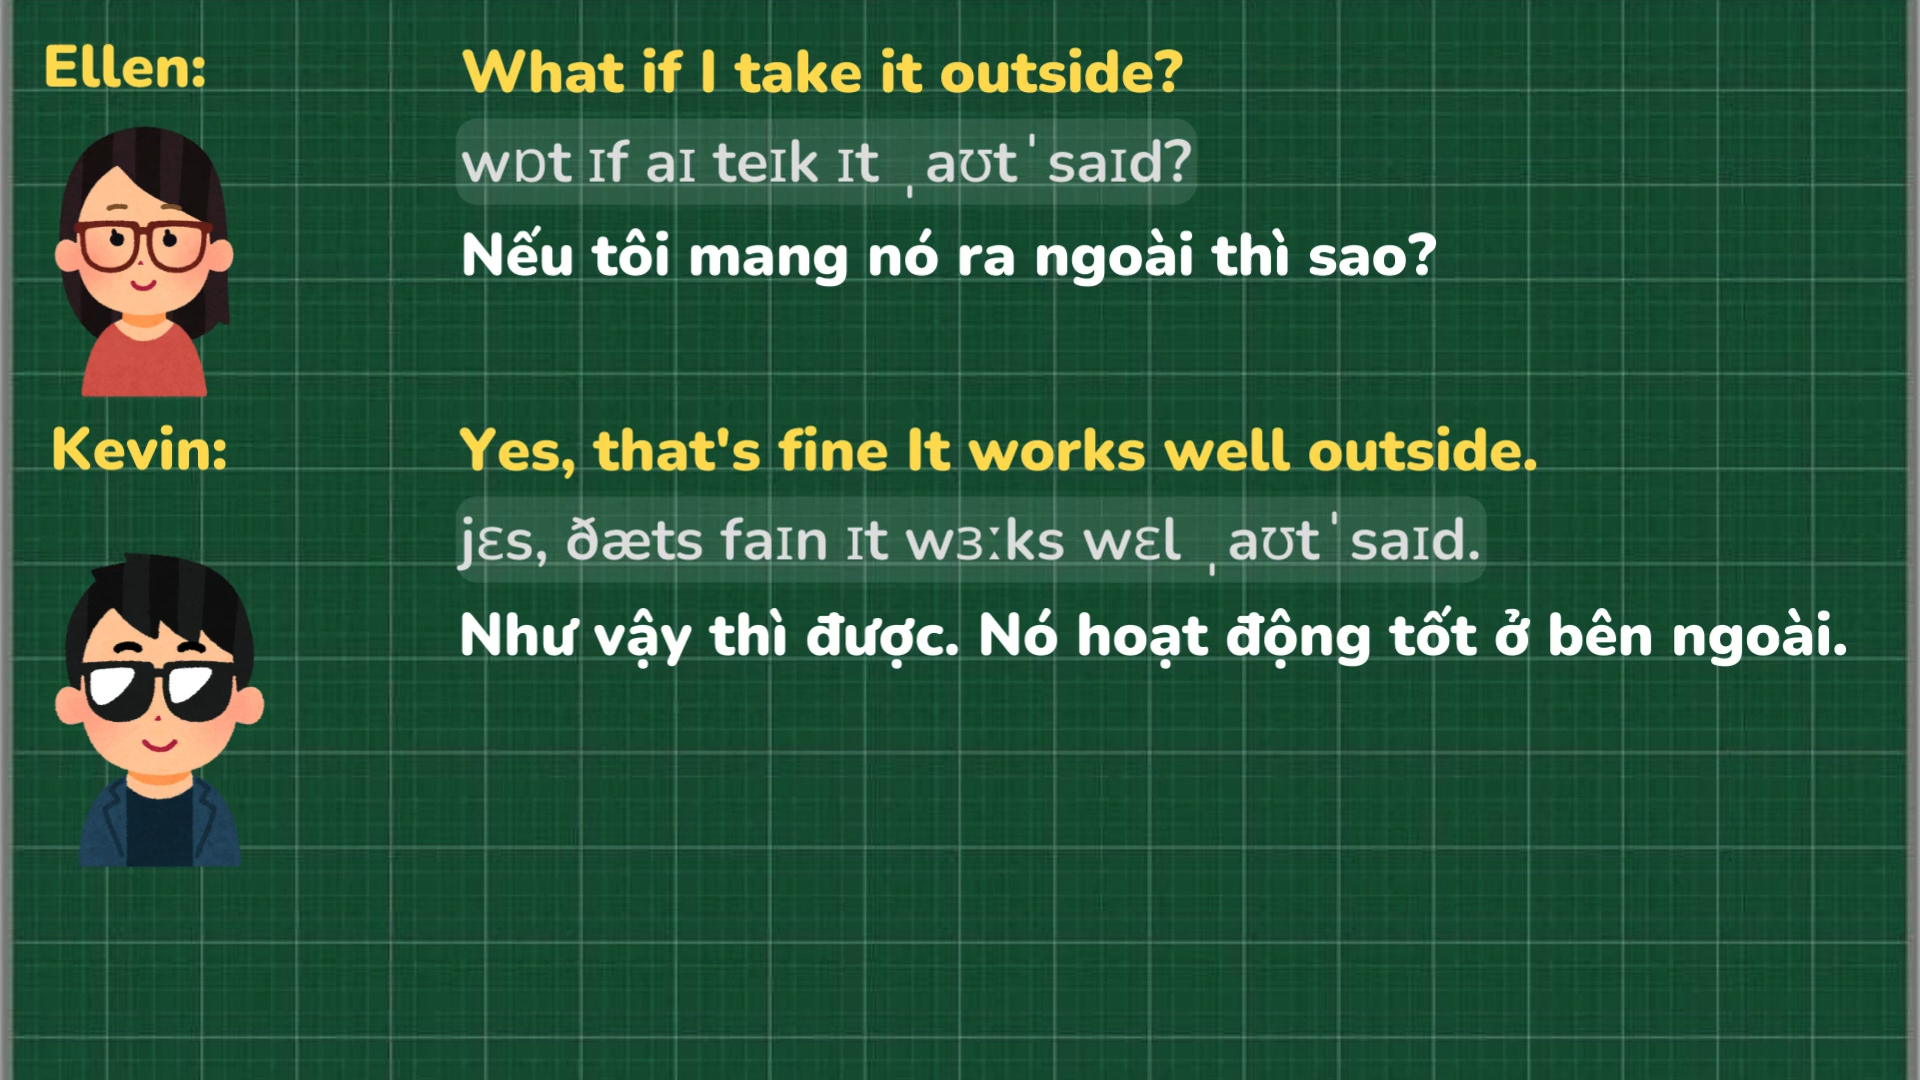 Ellen:
What if I take it outside?
wɒt ɪf aɪ teɪk ɪt ˌaʊtˈsaɪd?
Nếu tôi mang nó ra ngoài thì sao?
Kevin:
Yes, that's fine It works well outside.
jɛs, ðæts faɪn ɪt wɜːks wɛl ˌaʊtˈsaɪd.
Như vậy thì được. Nó hoạt động tốt ở bên ngoài.